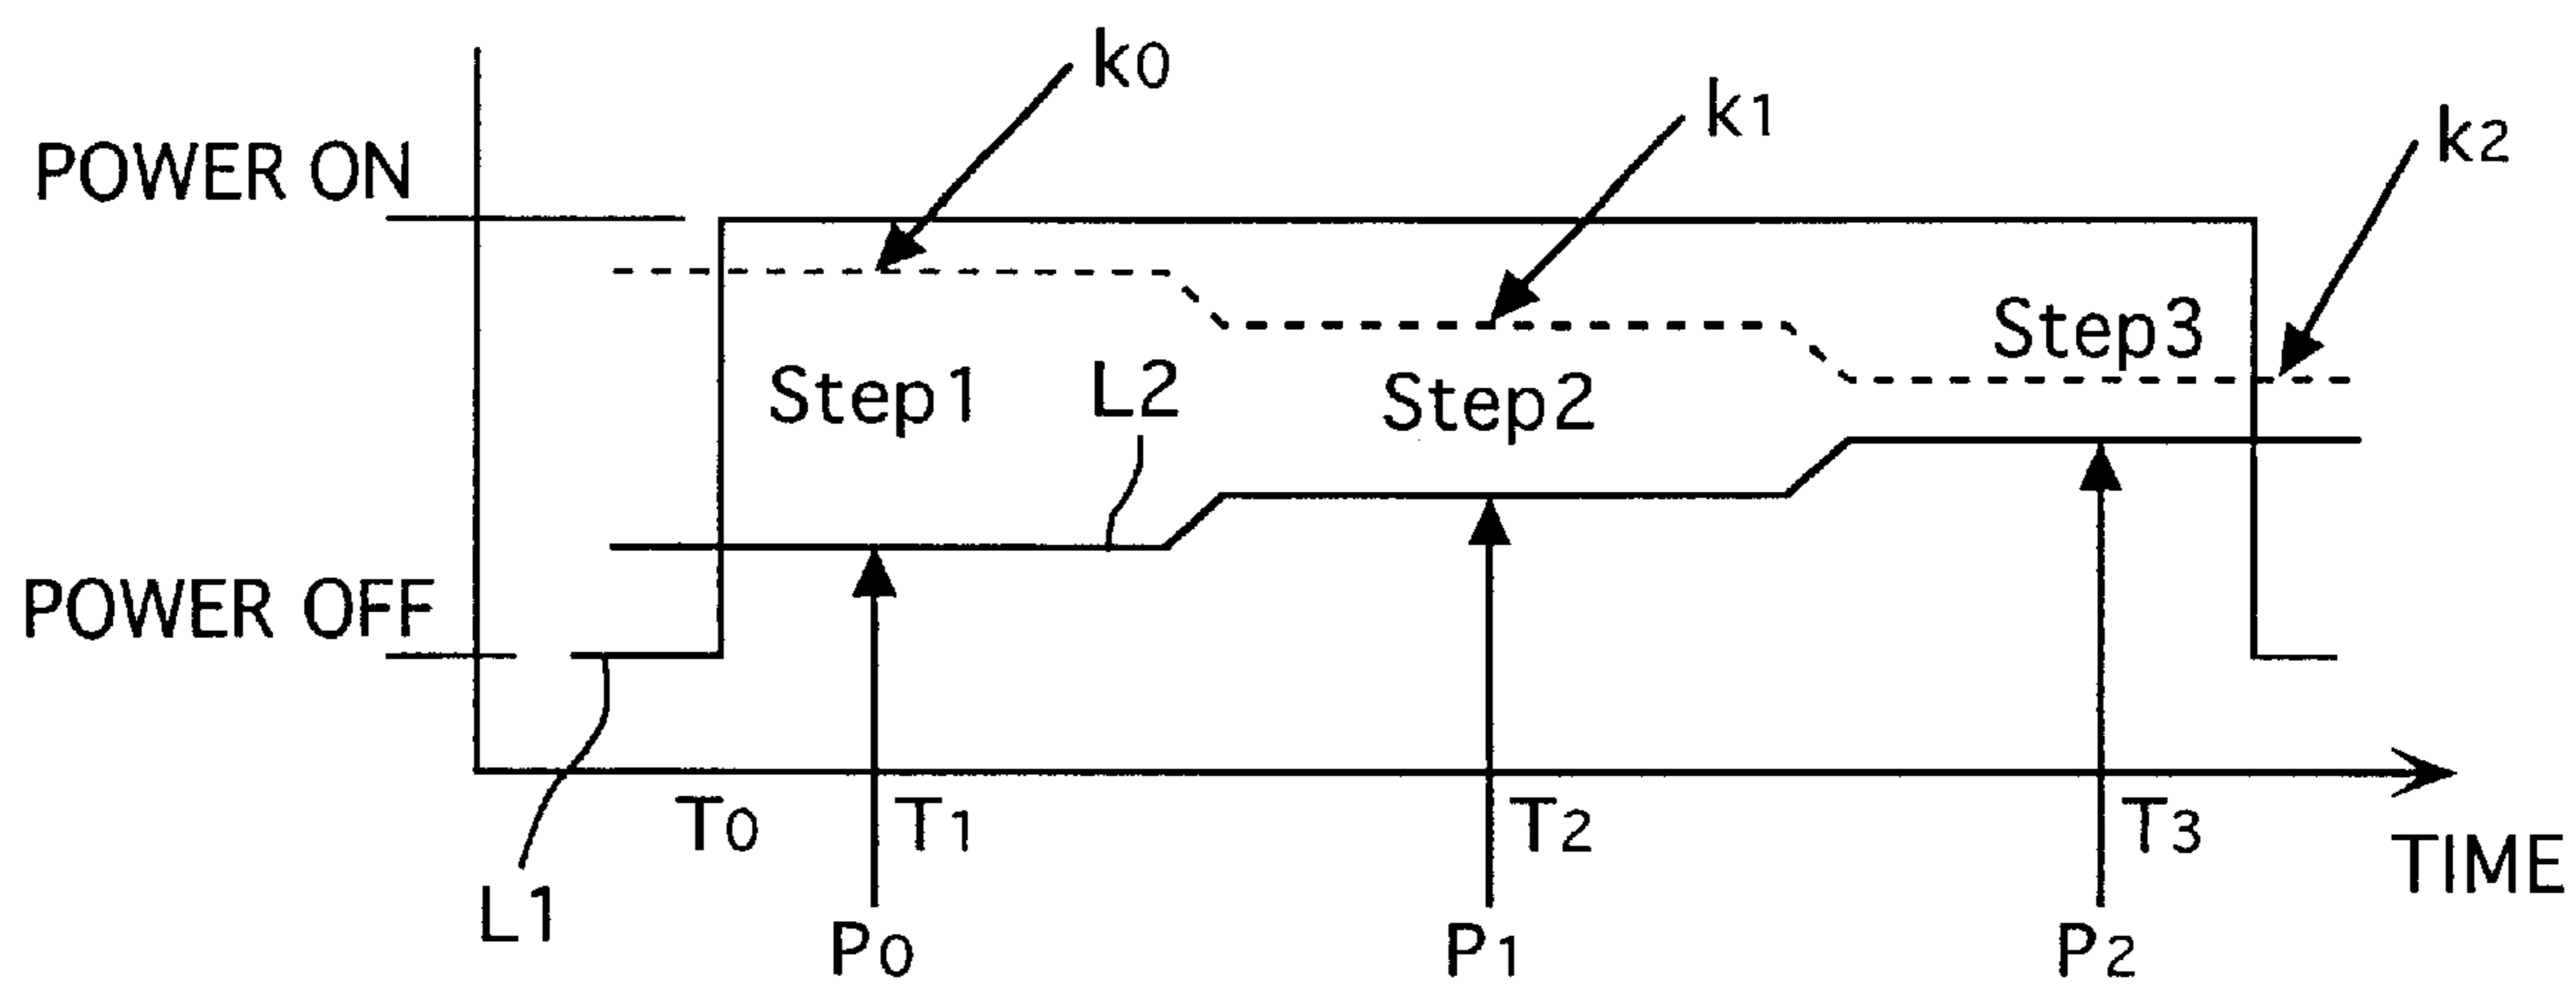 k0
k1
k2
POWER ON
Step3
Step1
L2
Step2
POWER OFF
T0
T1
T2
T3
TIME
L1
P0
P1
P2